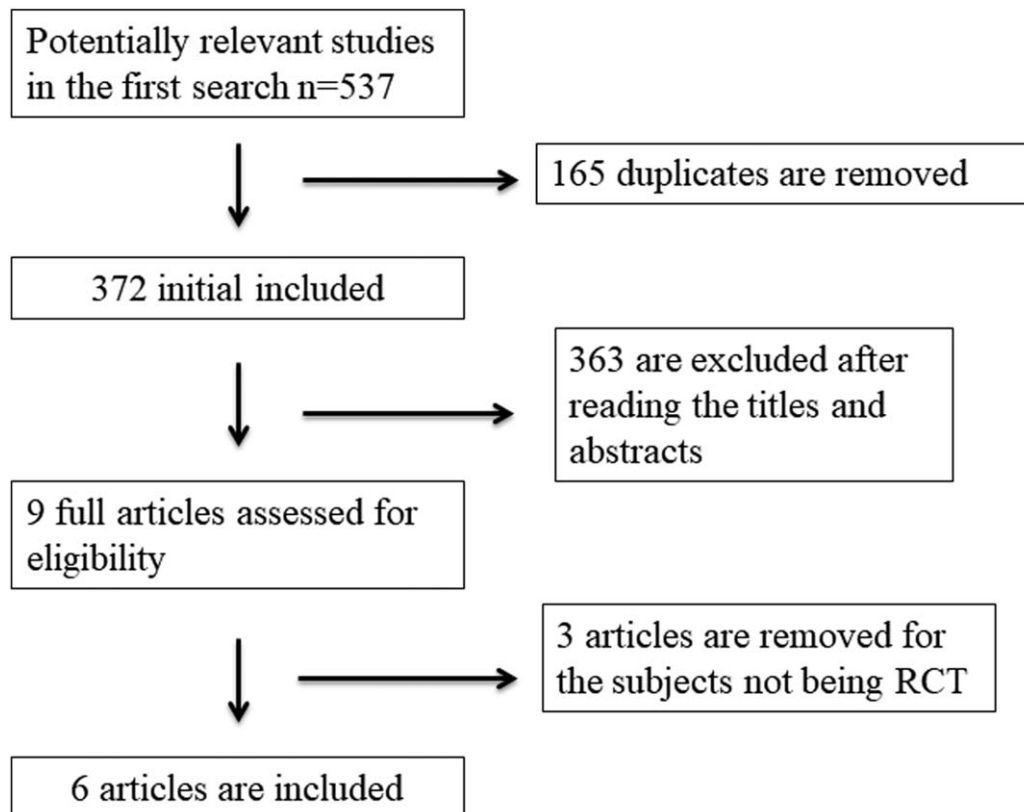 Potentially relevant studies
in the first search n=537
165 duplicates are removed
372 initial included
363 are excluded after
reading the titles and
abstracts
9 full articles assessed for
eligibility
3 articles are removed for
the subjects not being RCT
6 articles are included